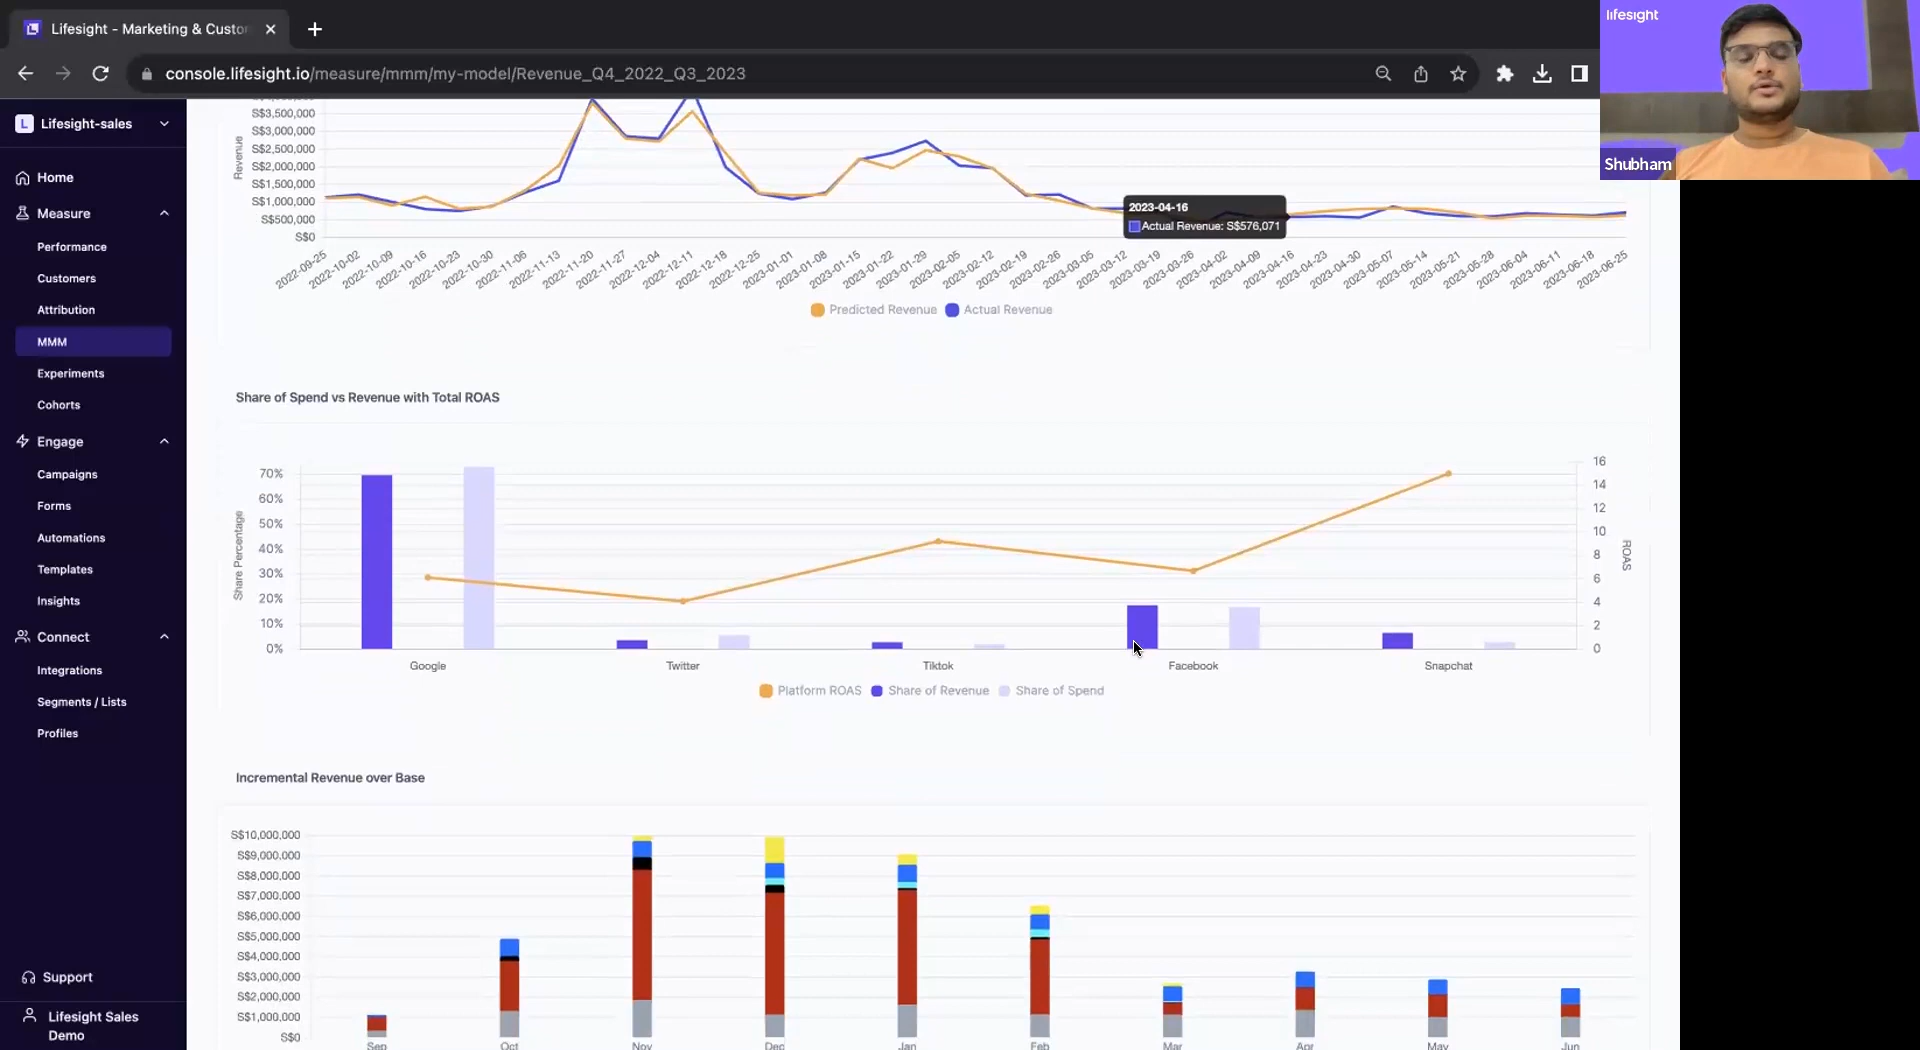 Lifesight - Marketing & Custo
console.lifesight.io/measure/mmm/my-model/Revenue_Q4_2022_Q3_2023
lifesight
Shubham
L Lifesight-sales
Home
Measure
Performance
Customers
Attribution
MMM
Experiments
Cohorts
Engage
Campaigns
Forms
Automations
Templates
Insights
Connect
Integrations
Segments / Lists
Profiles
Support
Lifesight Sales
Demo
Revenue
S$3,500,000
S$3,000,000
S$2,500,000
S$2,000,000
S$1,500,000
S$1,000,000
S$500,000
S$0
2023-04-16
Actual Revenue: S$576,071
2022-09-25
2022-10-02
2022-10-09
2022-10-16
2022-10-23
2022-10-30
2022-11-06
2022-11-13
2022-11-20
2022-11-27
2022-12-04
2022-12-11
2022-12-18
2022-12-25
2023-01-01
2023-01-08
2023-01-15
2023-01-22
2023-01-29
2023-02-05
2023-02-12
2023-02-19
2023-02-26
2023-03-05
2023-03-12
2023-03-19
2023-03-26
2023-04-02
2023-04-09
2023-04-16
2023-04-23
2023-04-30
2023-05-07
2023-05-14
2023-05-21
2023-05-28
2023-06-04
2023-06-11
2023-06-18
2023-06-25
Predicted Revenue Actual Revenue
Share of Spend vs Revenue with Total ROAS
Share Percentage
70%
60%
50%
40%
30%
20%
10%
0%
16
14
12
10
8
6
4
2
0
ROAS
Google Twitter Tiktok Facebook Snapchat
Platform ROAS Share of Revenue Share of Spend
Incremental Revenue over Base
S$10,000,000
S$9,000,000
S$8,000,000
S$7,000,000
S$6,000,000
S$5,000,000
S$4,000,000
S$3,000,000
S$2,000,000
S$1,000,000
S$0
Sep Oct Nov Dec Jan Feb Mar Apr May Jun